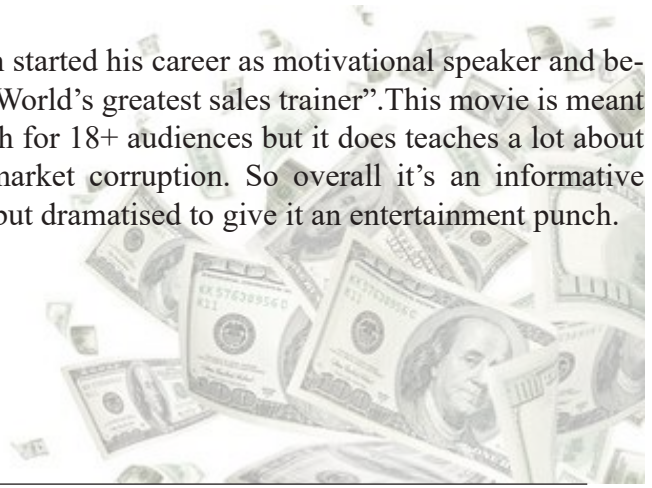 n started his career as motivational speaker and be-
World’s greatest sales trainer”.This movie is meant
h for 18+ audiences but it does teaches a lot about
market corruption. So overall it’s an informative
but dramatised to give it an entertainment punch.